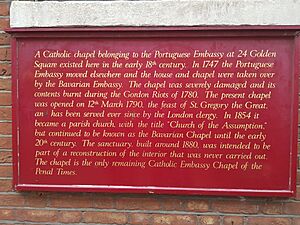 A Catholic chapel belonging to the Portuguese Embassy at 24 Golden
Square existed here in the early 18th century. In 1747 the Portuguese
Embassy moved elsewhere and the house and chapel were taken over
by the Bavarian Embassy. The chapel was severely damaged and its
contents burnt during the Gordon Riots of 1780. The present chapel
was opened on 12th March 1790, the feast of St. Gregory the Great,
an has been served ever since by the London clergy. In 1854 it
became a parish church, with the title "Church of the Assumption,"
but continued to be known as the Bavarian Chapel until the early
20th century. The sanctuary, built around 1880, was intended to be
part of a reconstruction of the interior that was never carried out.
The chapel is the only remaining Catholic Embassy Chapel of the
Penal Times.